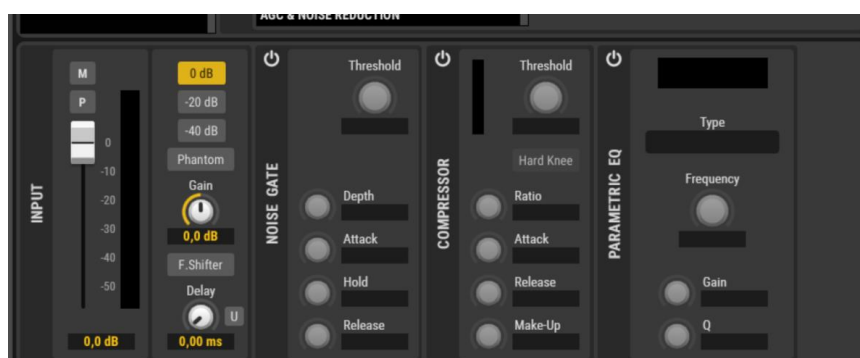 AGC & NOISE REDUCTION
INPUT
M
P
0
-10
-20
-30
-40
-50
0,0 dB
0 dB
-20 dB
-40 dB
Phantom
Gain
0,0 dB
F.Shifter
Delay
U
0,00 ms
NOISE GATE
Threshold
Depth
Attack
Hold
Release
COMPRESSOR
Threshold
Hard Knee
Ratio
Attack
Release
Make-Up
PARAMETRIC EQ
Type
Frequency
Gain
Q